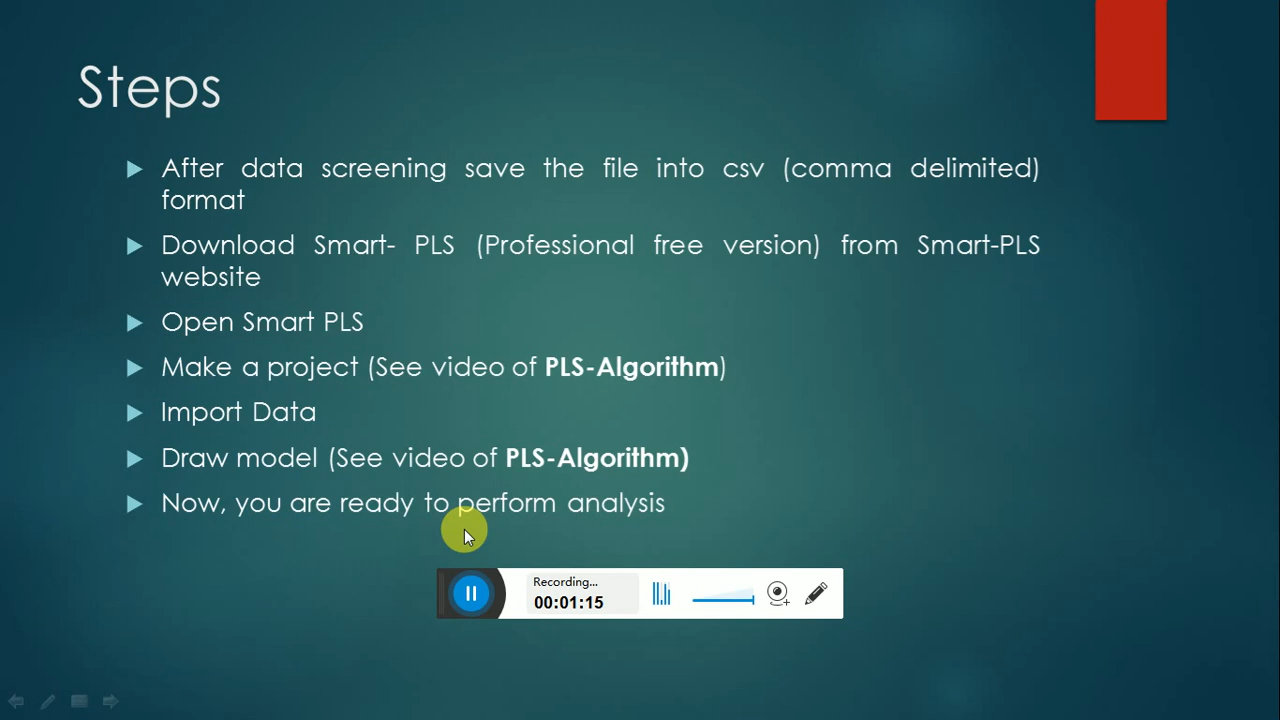 Steps
After data screening save the file into csv (comma delimited)
format
Download Smart- PLS (Professional free version) from Smart-PLS
website
Open Smart PLS
Make a project (See video of PLS-Algorithm)
Import Data
Draw model (See video of PLS-Algorithm)
Now, you are ready to perform analysis
Recording...
00:01:15